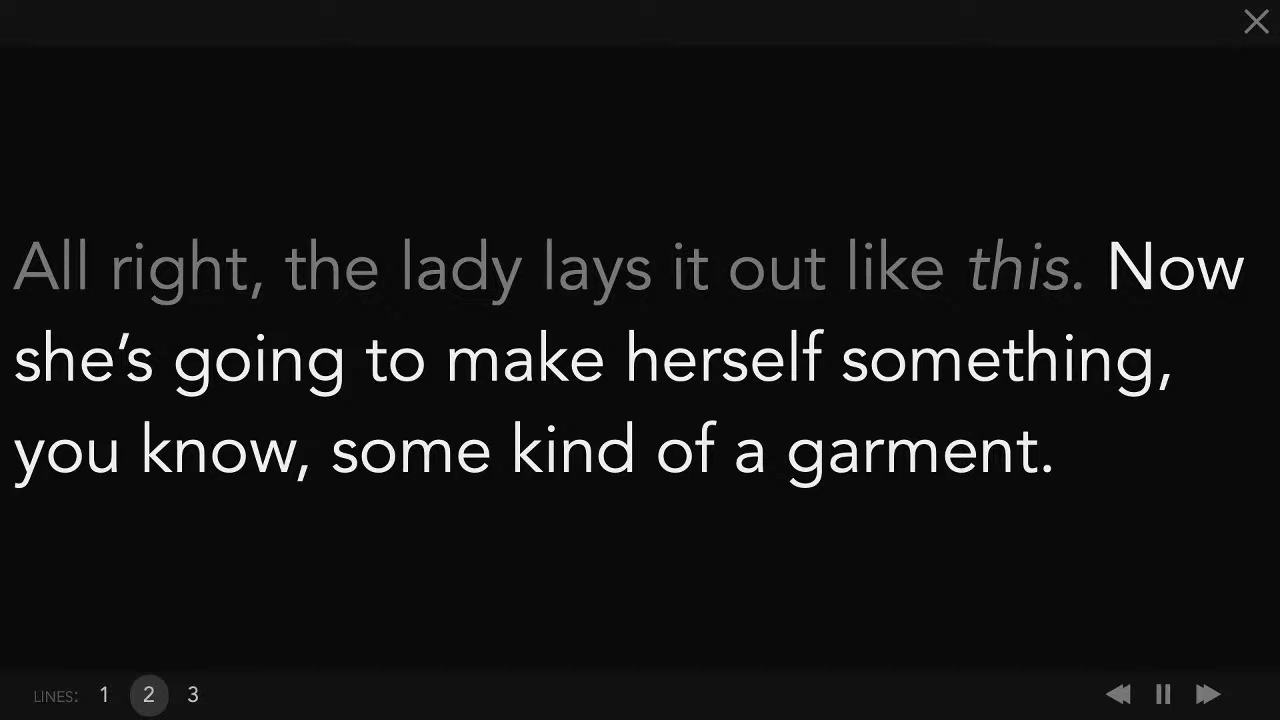 All right, the lady lays it out like this. Now
she’s going to make herself something,
you know, some kind of a garment.
LINES: 1 2 3